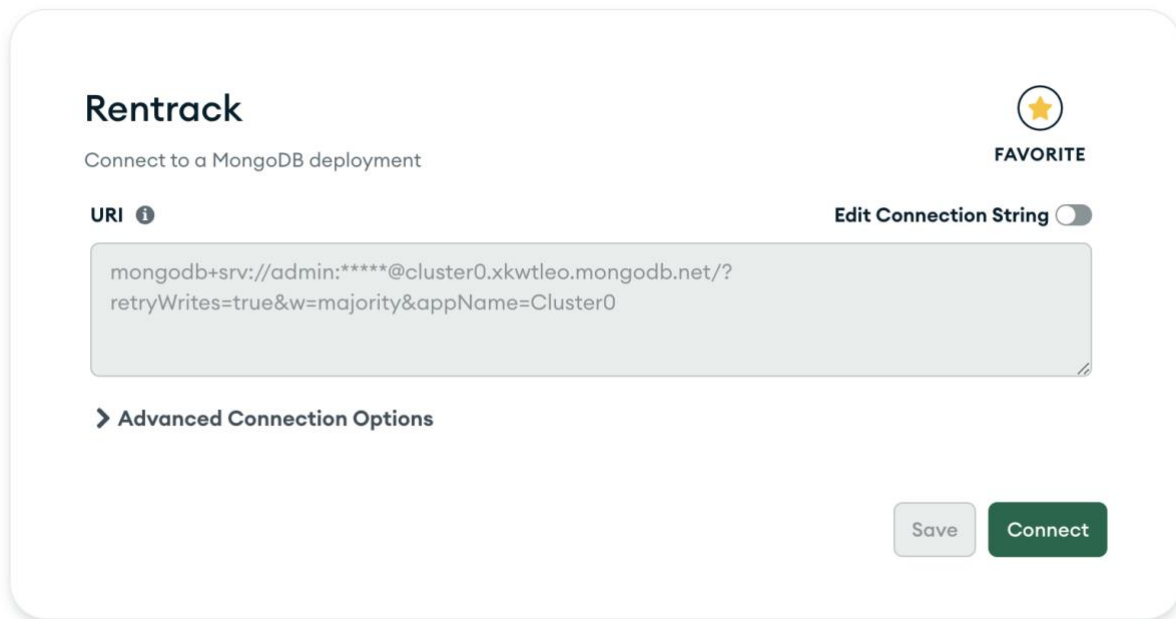 Rentrack
FAVORITE
Connect to a MongoDB deployment
URI
Edit Connection String
mongodb+srv://admin:*****@cluster0.xkwtleo.mongodb.net/?
retryWrites=true&w=majority&appName=Cluster0
Advanced Connection Options
Save
Connect